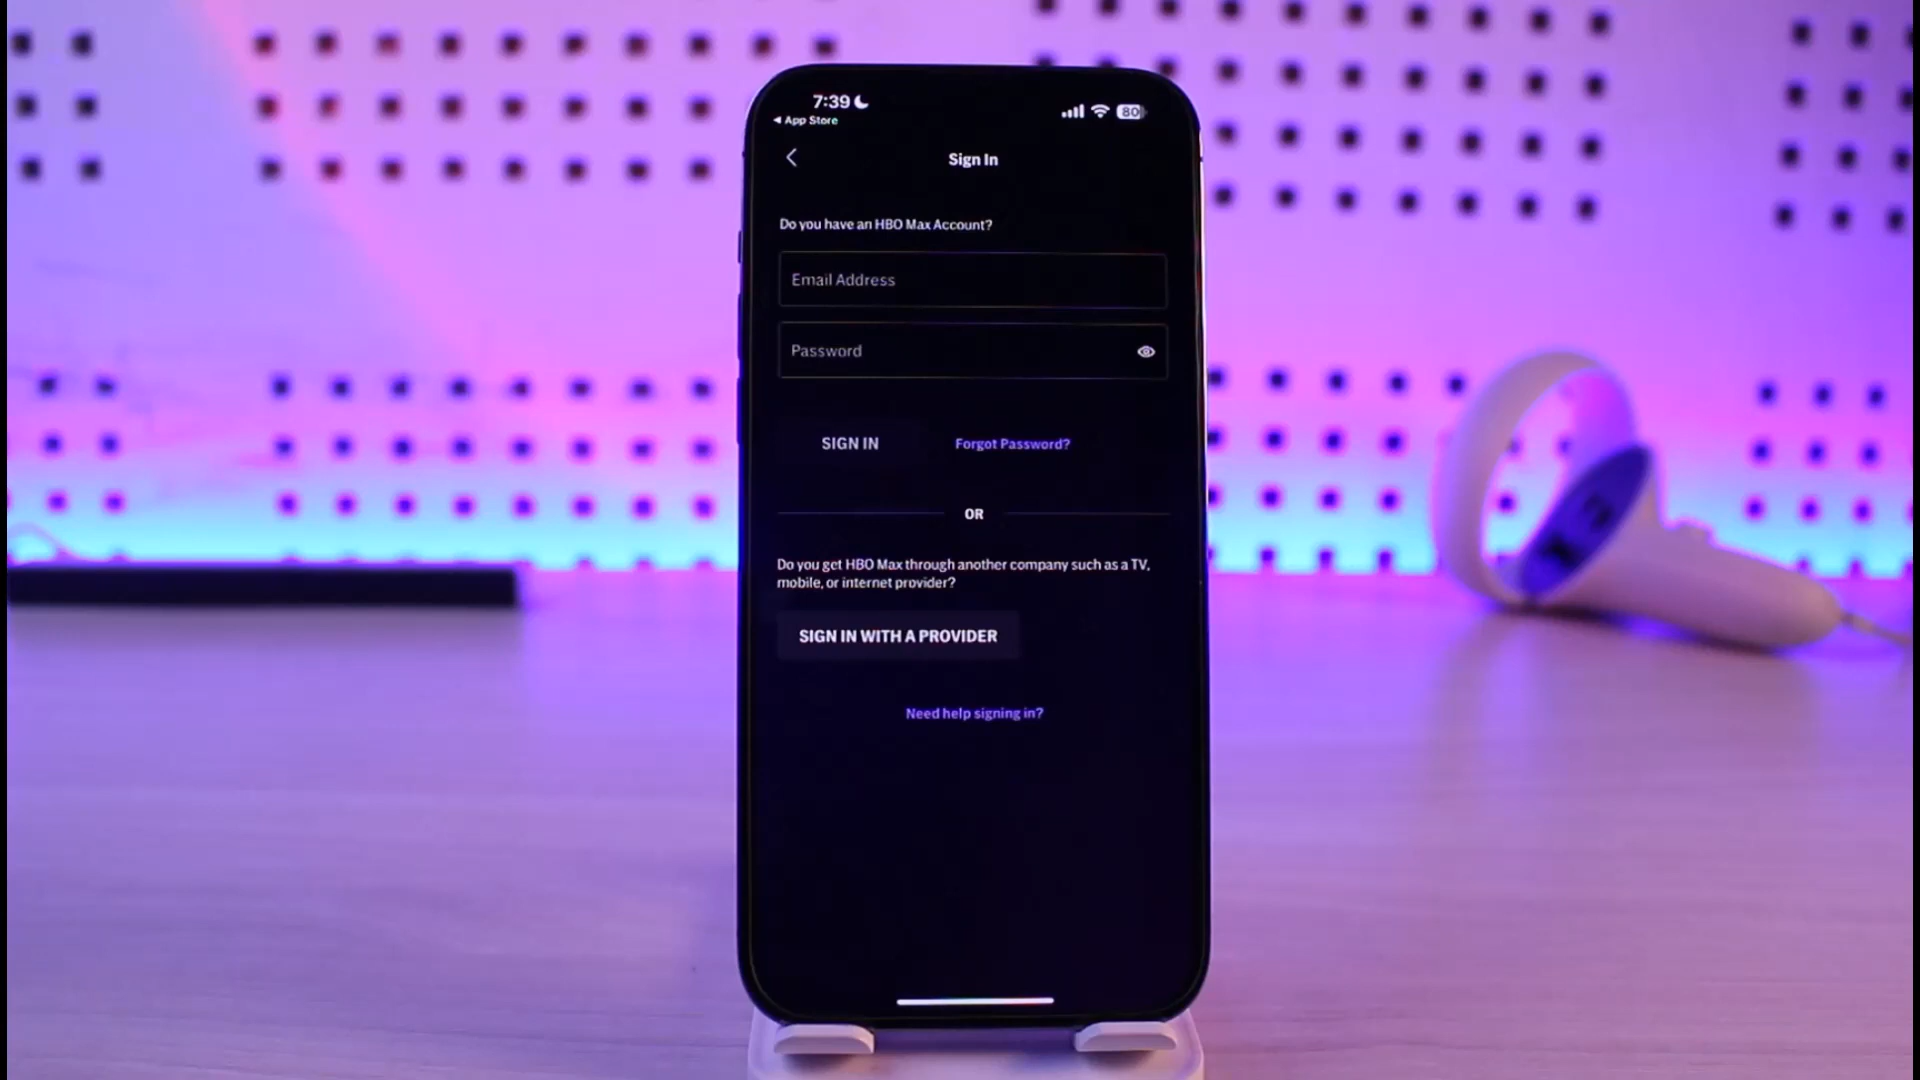 7:39
App Store
80
Sign In
Do you have an HBO Max Account?
Email Address
Password
SIGN IN
Forgot Password?
OR
Do you get HBO Max through another company such as a TV,
mobile, or internet provider?
SIGN IN WITH A PROVIDER
Need help signing in?